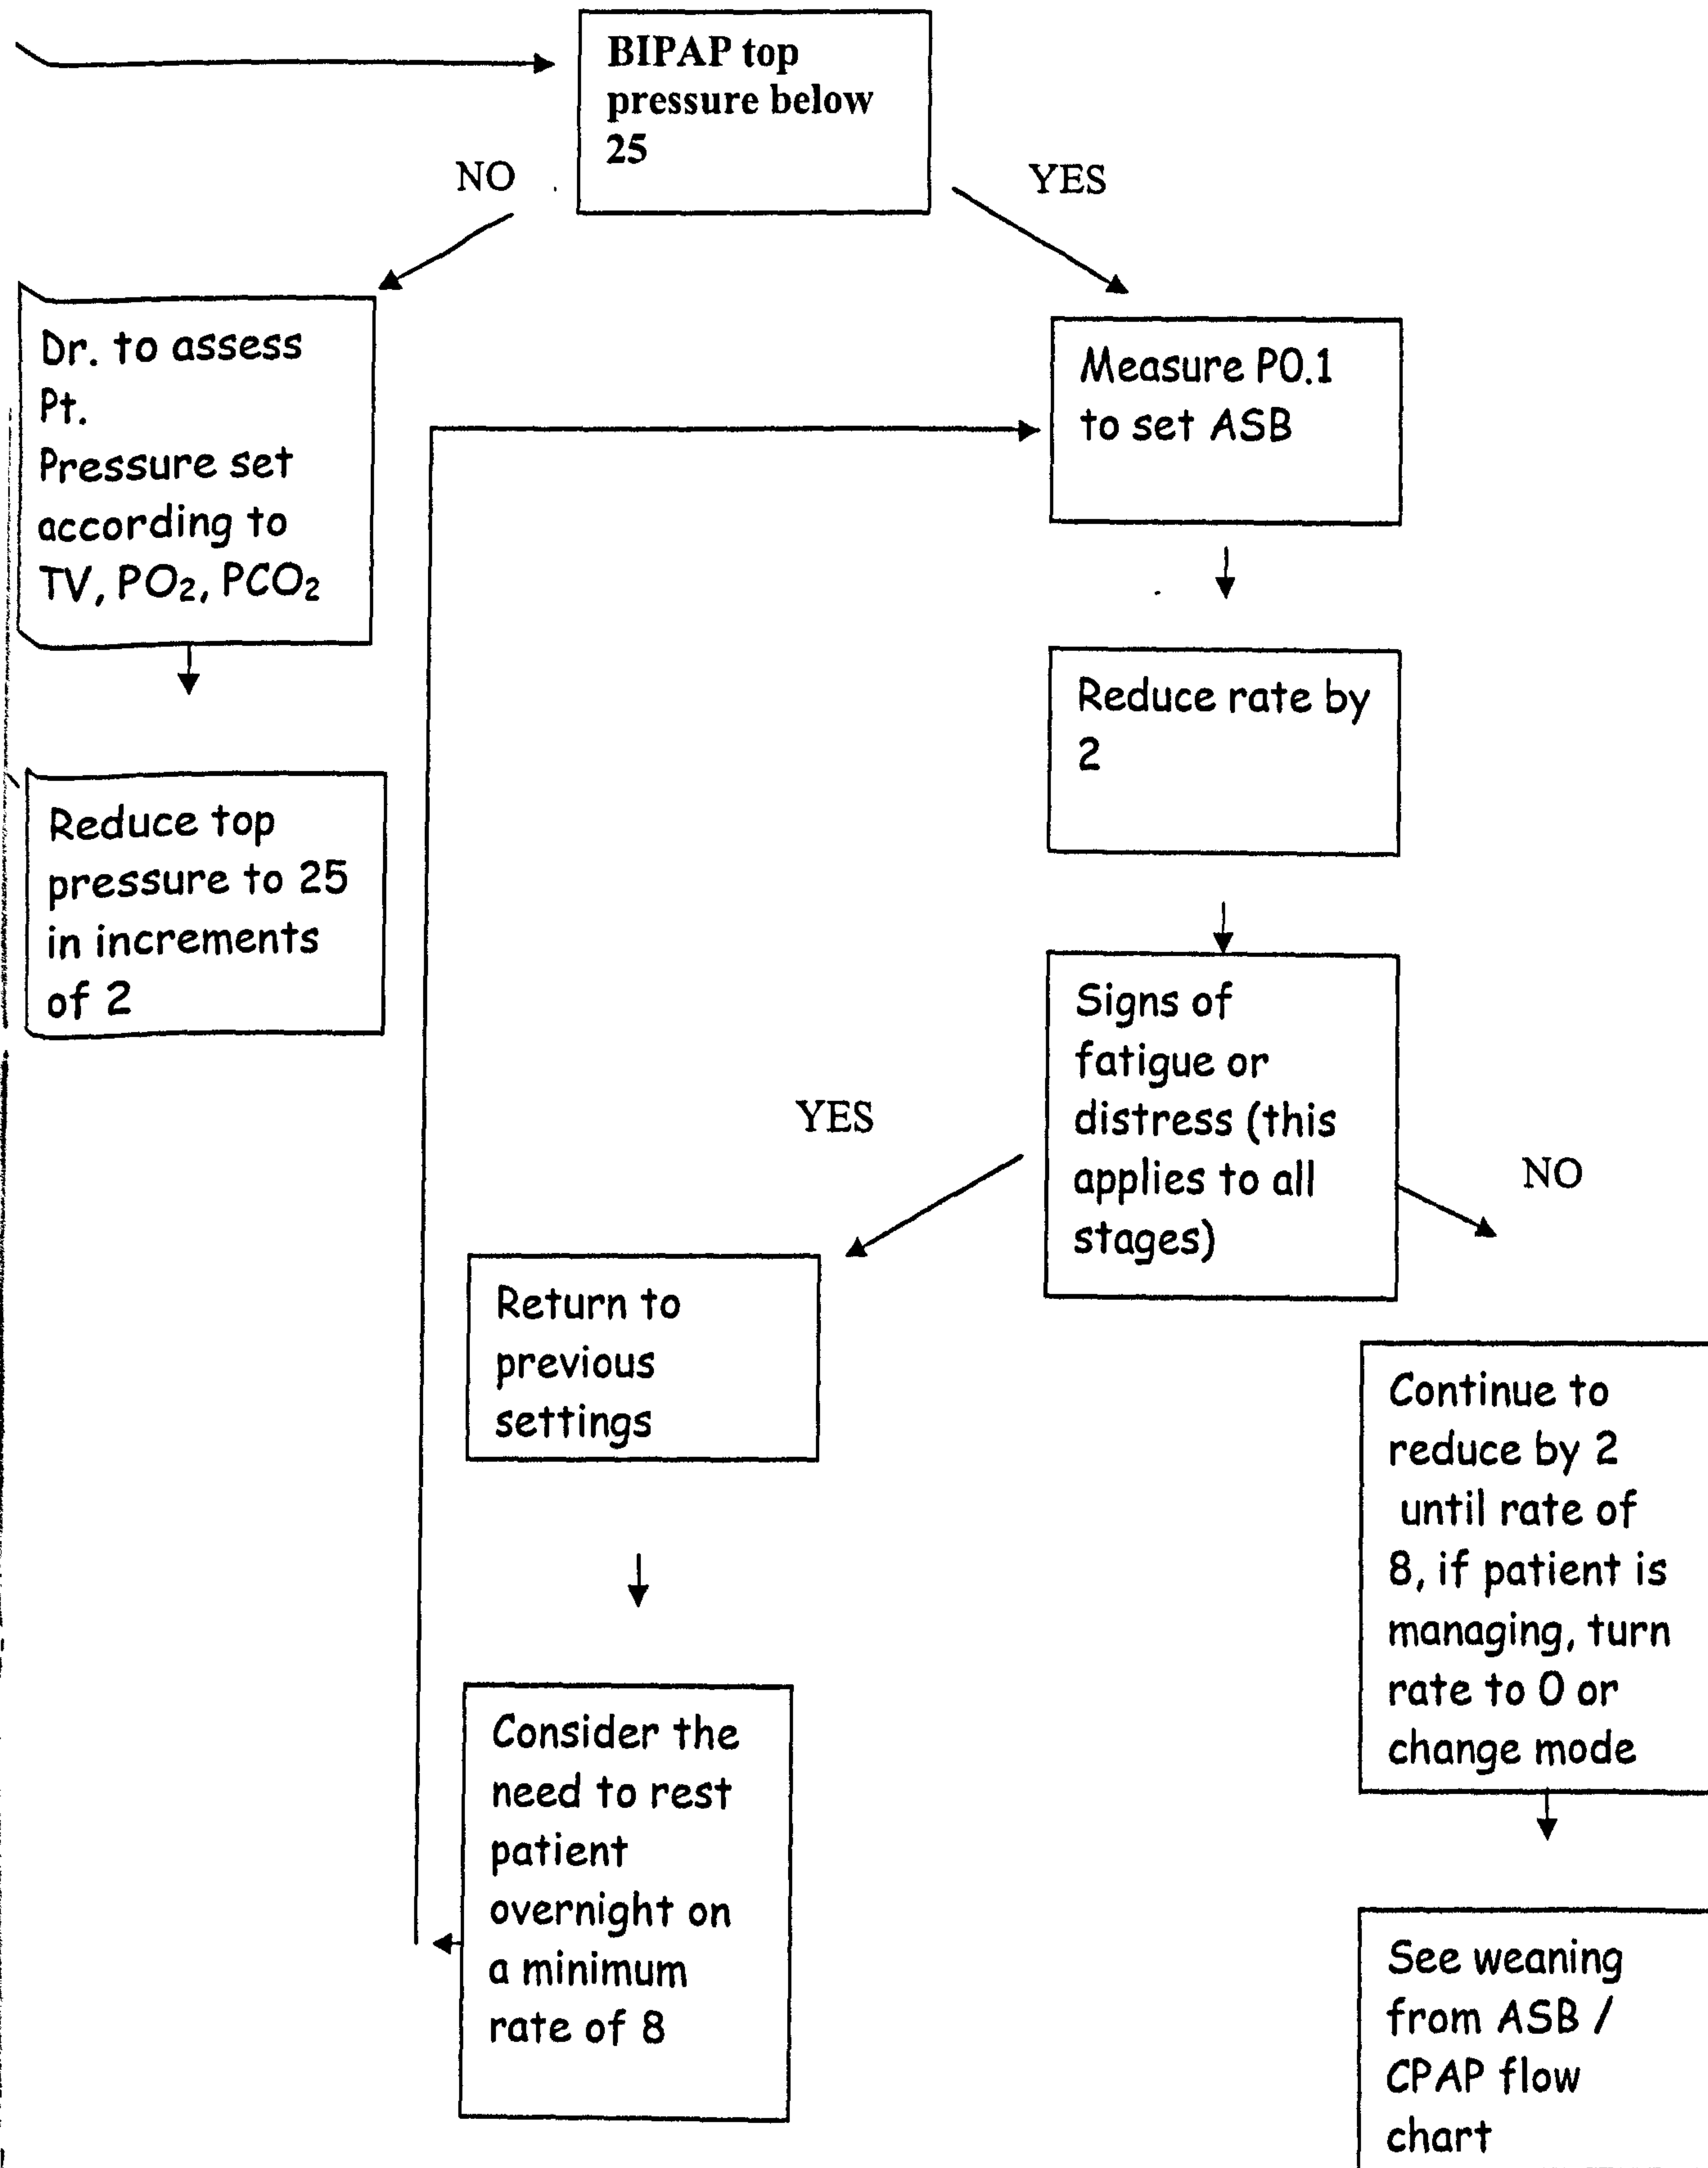 BIPAP top
pressure below
25
NO
YES
Dr. to assess
Pt.
Pressure set
according to
TV, PO₂, PCO₂
Measure P0.1
to set ASB
Reduce rate by
2
Reduce top
pressure to 25
in increments
of 2
Signs of
fatigue or
distress (this
applies to all
stages)
YES
NO
Return to
previous
settings
Continue to
reduce by 2
until rate of
8, if patient is
managing, turn
rate to 0 or
change mode
Consider the
need to rest
patient
overnight on
a minimum
rate of 8
See weaning
from ASB /
CPAP flow
chart